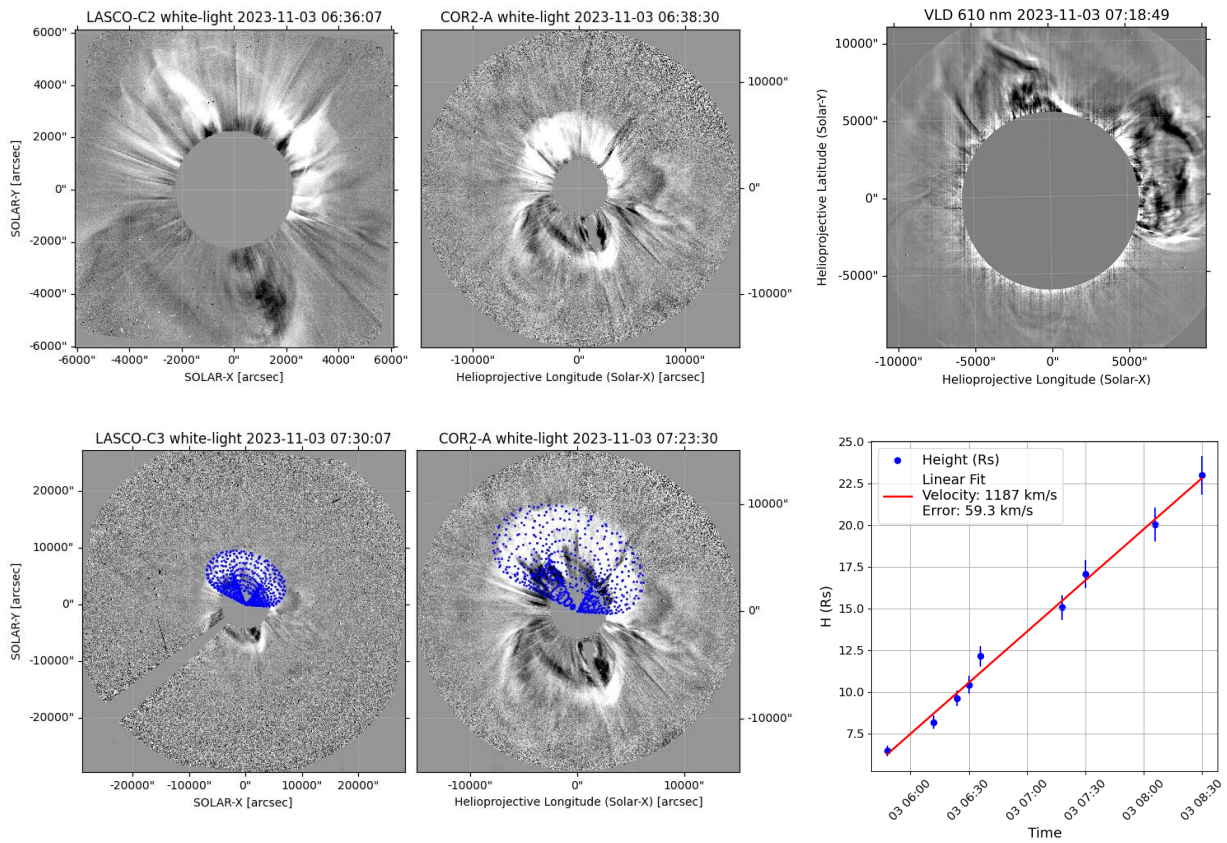 LASCO-C2 white-light 2023-11-03 06:36:07
6000"
4000"
2000"
0"
-2000"
-4000"
-6000"
SOLAR-Y [arcsec]
-6000" -4000" -2000" 0" 2000" 4000" 6000"
SOLAR-X [arcsec]
COR2-A white-light 2023-11-03 06:38:30
10000"
0"
-10000"
-10000" 0" 10000"
Helioprojective Longitude (Solar-X) [arcsec]
VLD 610 nm 2023-11-03 07:18:49
10000"
5000"
0"
-5000"
Helioprojective Latitude (Solar-Y)
-10000" -5000" 0" 5000"
Helioprojective Longitude (Solar-X)
LASCO-C3 white-light 2023-11-03 07:30:07
20000"
10000"
0"
-10000"
-20000"
SOLAR-Y [arcsec]
-20000" -10000" 0" 10000" 20000"
SOLAR-X [arcsec]
COR2-A white-light 2023-11-03 07:23:30
10000"
0"
-10000"
-10000" 0" 10000"
Helioprojective Longitude (Solar-X) [arcsec]
Height (Rs)
Linear Fit
Velocity: 1187 km/s
Error: 59.3 km/s
25.0
22.5
20.0
17.5
15.0
12.5
10.0
7.5
H (Rs)
03 06:00 03 06:30 03 07:00 03 07:30 03 08:00 03 08:30
Time